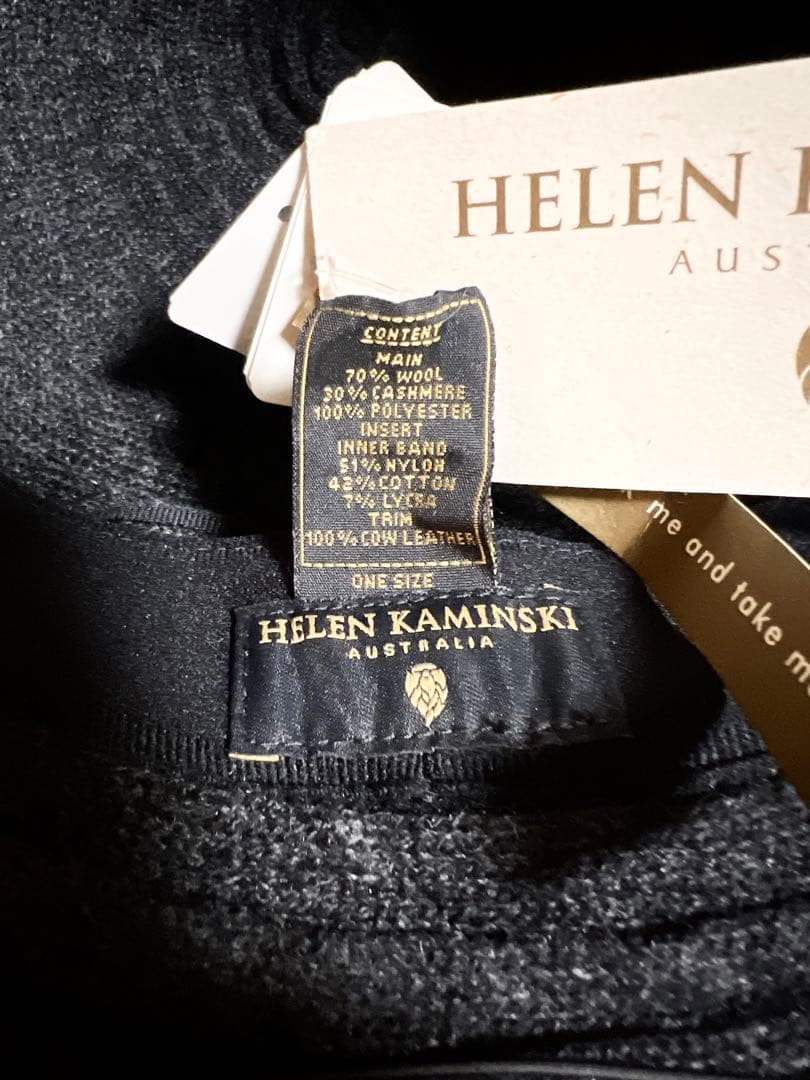 HELEN
AUS
CONTENT
MAIN
70% WOOL
30% CASHMERE
100% POLYESTER
INSERT
INNER BAND
51% NYLON
42% COTTON
7% LYCRA
TRIM
100% COW LEATHER
ONE SIZE
HELEN KAMINSKI
AUSTRALIA
me and take m